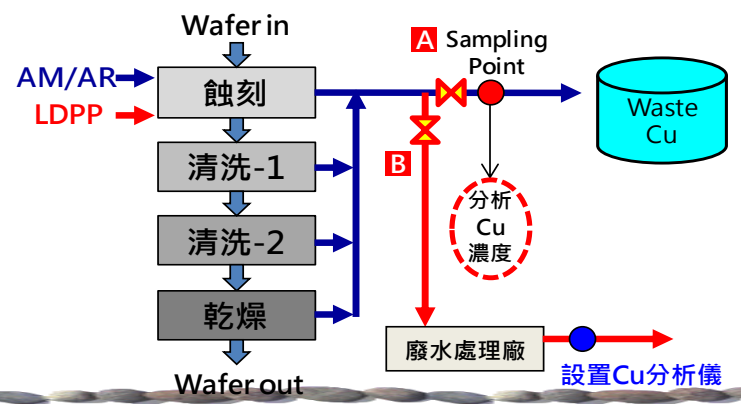 Wafer in
A Sampling
Point
AM/AR
LDPP
蝕刻
Waste
Cu
清洗-1
B
分析
Cu
濃度
清洗-2
乾燥
廢水處理廠
設置Cu分析儀
Wafer out